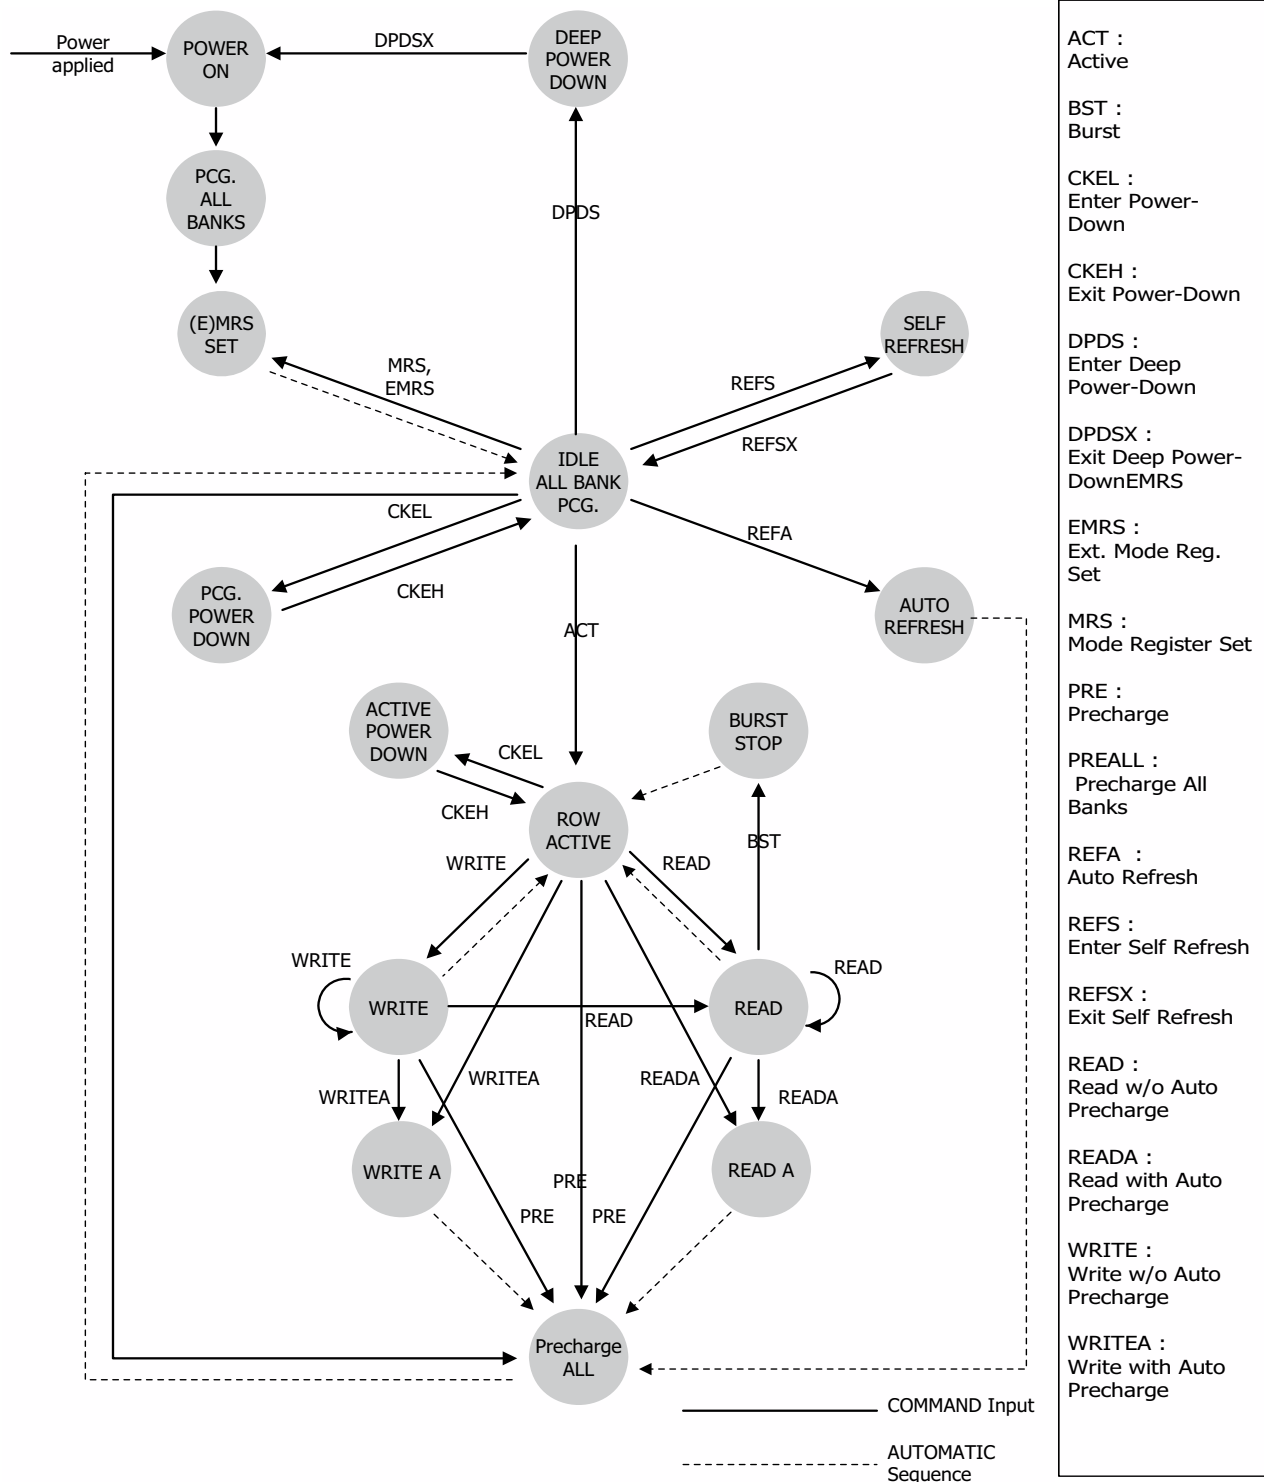 Power
applied
POWER
ON
DPDSX
DEEP
POWER
DOWN
PCG.
ALL
BANKS
DPDS
(E)MRS
SET
MRS,
EMRS
SELF
REFRESH
REFS
REFSX
IDLE
ALL BANK
PCG.
CKEL
CKEH
REFA
PCG.
POWER
DOWN
ACT
AUTO
REFRESH
ACTIVE
POWER
DOWN
CKEL
CKEH
BURST
STOP
ROW
ACTIVE
BST
WRITE
READ
WRITE
WRITE
READ
READ
READ
WRITEA
WRITEA
READA
READA
WRITE A
READ A
PRE
PRE
PRE
Precharge
ALL
COMMAND Input
AUTOMATIC
Sequence
ACT :
Active
BST :
Burst
CKEL :
Enter Power-
Down
CKEH :
Exit Power-Down
DPDS :
Enter Deep
Power-Down
DPDSX :
Exit Deep Power-
DownEMRS
EMRS :
Ext. Mode Reg.
Set
MRS :
Mode Register Set
PRE :
Precharge
PREALL :
Precharge All
Banks
REFA :
Auto Refresh
REFS :
Enter Self Refresh
REFSX :
Exit Self Refresh
READ :
Read w/o Auto
Precharge
READA :
Read with Auto
Precharge
WRITE :
Write w/o Auto
Precharge
WRITEA :
Write with Auto
Precharge